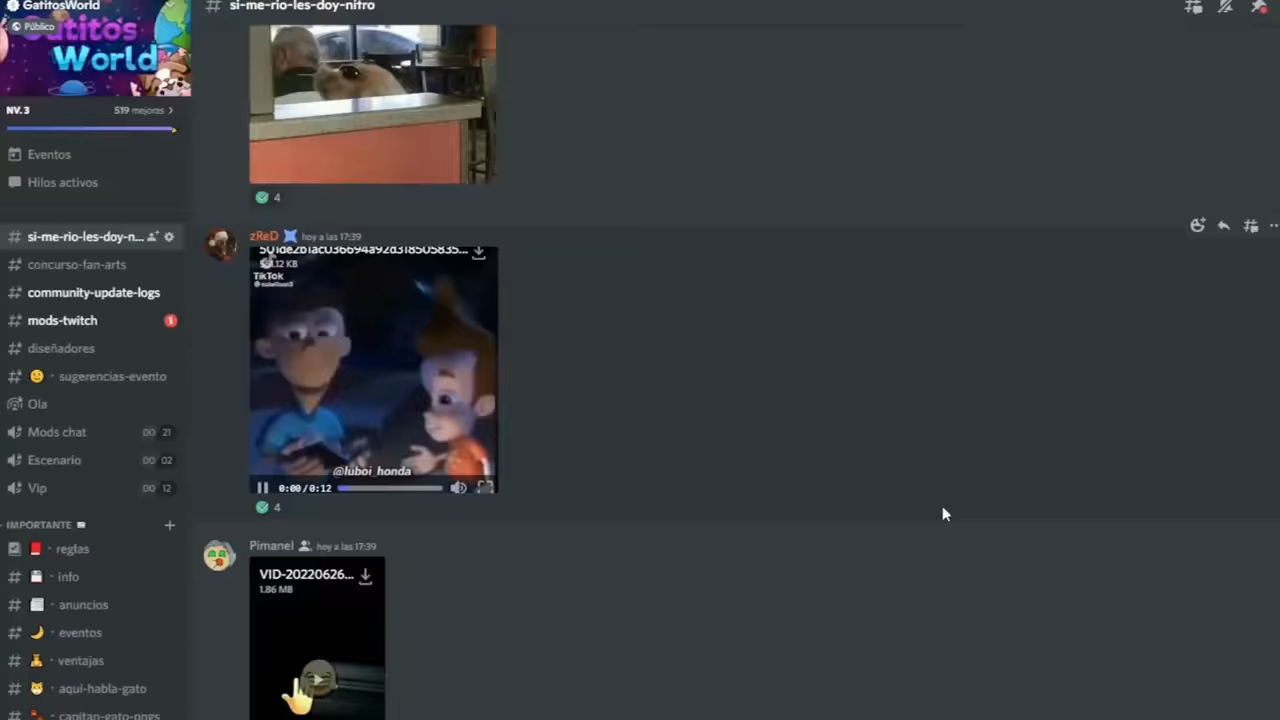 GatitosWorld
Público
Gatitos
World
NV.3
519 mejoras
Eventos
Hilos activos
si-me-rio-les-doy-n...
concurso-fan-arts
community-update-logs
mods-twitch
1
diseñadores
sugerencias-evento
Ola
Mods chat
00 21
Escenario
00 02
Vip
00 12
IMPORTANTE
reglas
info
anuncios
eventos
ventajas
aquí-habla-gato
capitan-gato-ongs
si-me-rio-les-doy-nitro
4
zReD
hoy a las 17:39
TikTok
@luboi_honda
0:00/0:12
4
Pimanel
hoy a las 17:39
VID-20220626...
1.86 MB